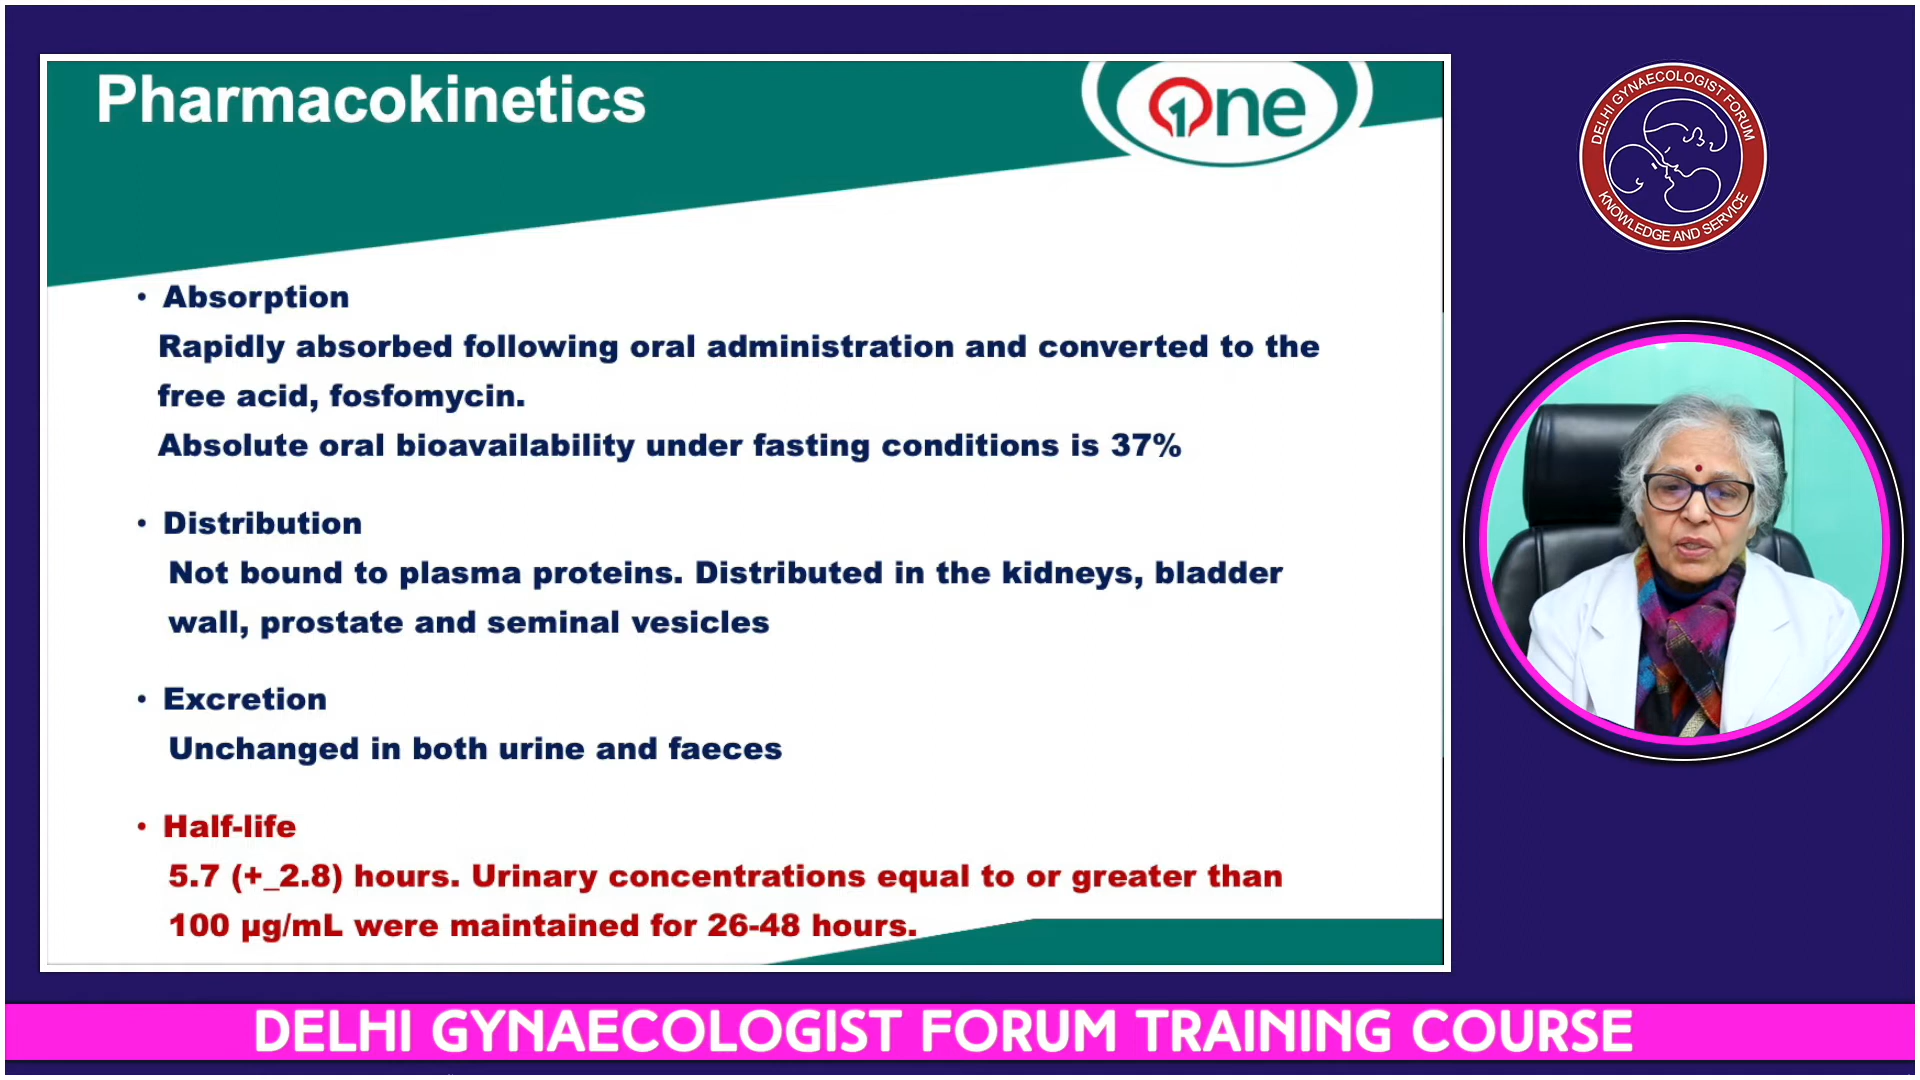 Pharmacokinetics
One
DELHI GYNAECOLOGIST FORUM
KNOWLEDGE AND SERVICE
• Absorption
Rapidly absorbed following oral administration and converted to the
free acid, fosfomycin.
Absolute oral bioavailability under fasting conditions is 37%
• Distribution
Not bound to plasma proteins. Distributed in the kidneys, bladder
wall, prostate and seminal vesicles
• Excretion
Unchanged in both urine and faeces
• Half-life
5.7 (+_2.8) hours. Urinary concentrations equal to or greater than
100 µg/mL were maintained for 26-48 hours.
DELHI GYNAECOLOGIST FORUM TRAINING COURSE